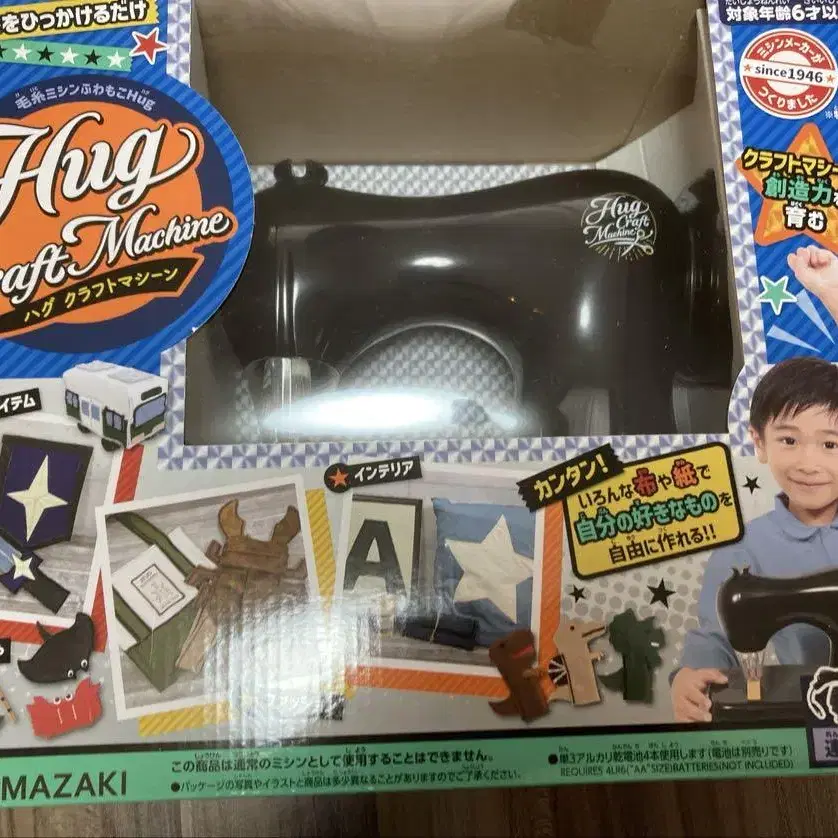 をひっかけるだけ
毛糸ミシンふわもこHug
Hug
raft Machine
ハグ クラフトマシーン
Hug
Craft
Machine
対象年齢6才以
ミシンメーカーが
since1946
つくりました
クラフトマシー
創造力を
育む
イテム
インテリア
A
カンタン!
いろんな布や紙で
自分の好きなものを
自由に作れる!!
MAZAKI
この商品は通常のミシンとして使用することはできません。
●パッケージの写真やイラストと商品は多少異なることがありますのでご了承ください。
●単3アルカリ乾電池4本使用します(電池は別売りです)
REQUIRES 4LR6("AA"SIZE)BATTERIES(NOT INCLUDED)